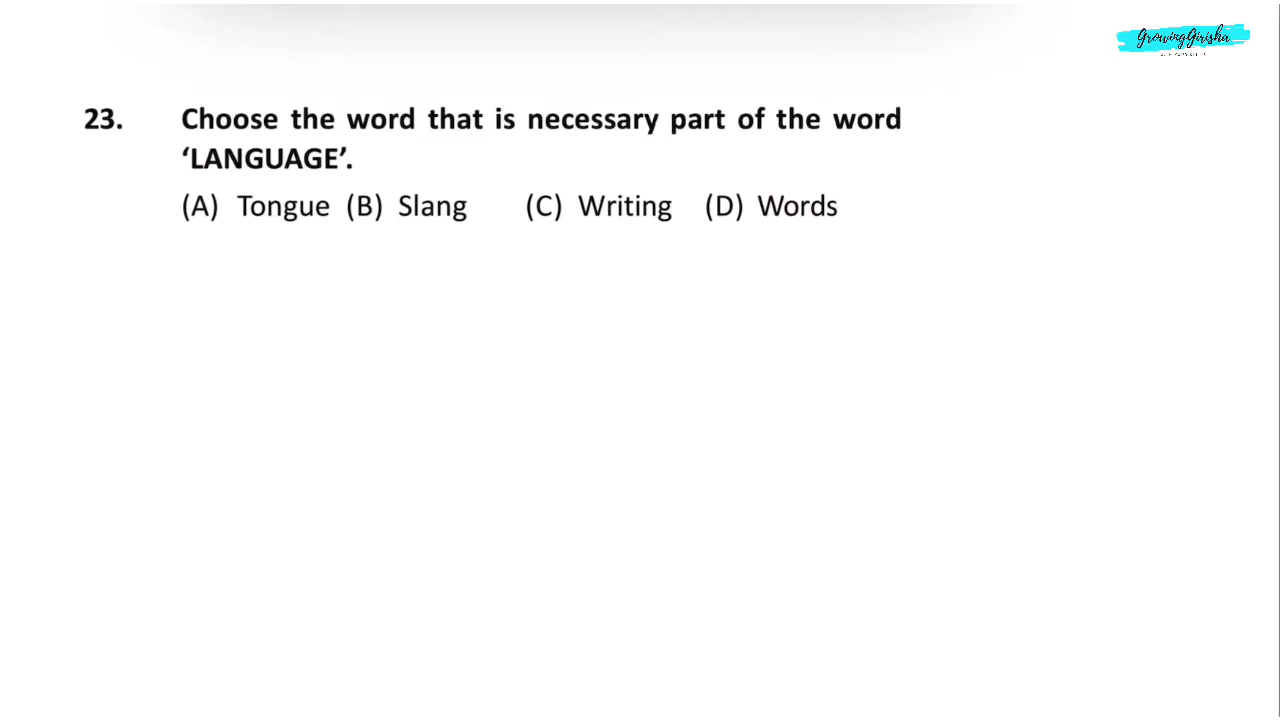 GrowingGirisha
23. Choose the word that is necessary part of the word
‘LANGUAGE’.
(A) Tongue (B) Slang (C) Writing (D) Words